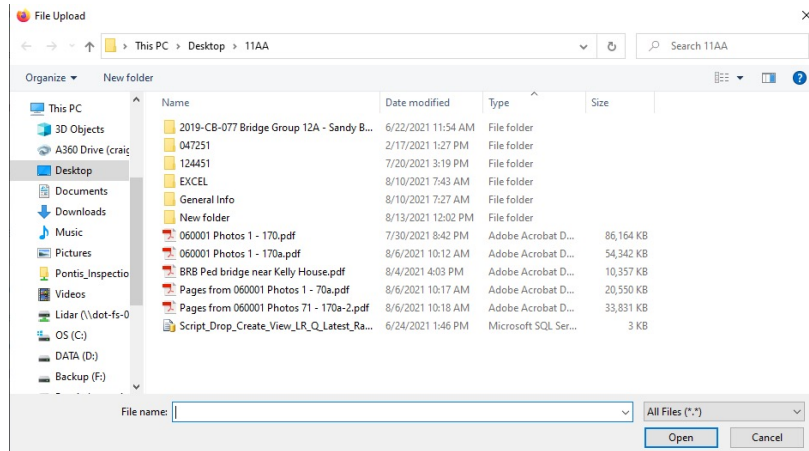 File Upload
This PC > Desktop > 11AA
Search 11AA
Organize
New folder
Name Date modified Type Size
This PC
3D Objects
A360 Drive (craig
Desktop
Documents
Downloads
Music
Pictures
Pontis_Inspectio
Videos
Lidar (\\dot-fs-0
OS (C:)
DATA (D:)
Backup (F:)
2019-CB-077 Bridge Group 12A - Sandy B... 6/22/2021 11:54 AM File folder
047251 2/17/2021 1:27 PM File folder
124451 7/20/2021 3:19 PM File folder
EXCEL 8/10/2021 7:43 AM File folder
General Info 8/10/2021 7:27 AM File folder
New folder 8/13/2021 12:02 PM File folder
060001 Photos 1 - 170.pdf 7/30/2021 8:42 PM Adobe Acrobat D... 86,164 KB
060001 Photos 1 - 170a.pdf 8/6/2021 10:12 AM Adobe Acrobat D... 54,342 KB
BRB Ped bridge near Kelly House.pdf 8/4/2021 4:03 PM Adobe Acrobat D... 10,357 KB
Pages from 060001 Photos 1 - 70a.pdf 8/6/2021 10:17 AM Adobe Acrobat D... 20,550 KB
Pages from 060001 Photos 71 - 170a-2.pdf 8/6/2021 10:18 AM Adobe Acrobat D... 33,831 KB
Script_Drop_Create_View_LR_Q_Latest_Ra... 6/24/2021 1:46 PM Microsoft SQL Ser... 3 KB
File name:
All Files (*.*)
Open
Cancel